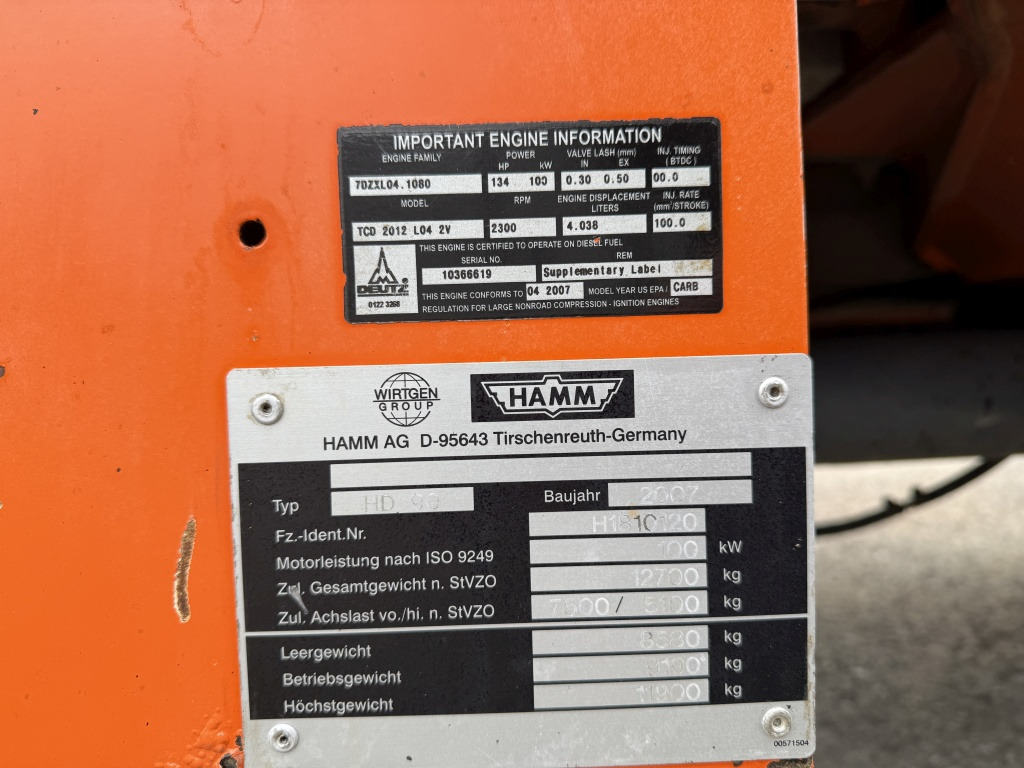 IMPORTANT ENGINE INFORMATION
ENGINE FAMILY POWER VALVE LASH (mm) INJ. TIMING
HP kW IN EX (BTDC)
7DZXL04.1080 134 100 0.30 0.50 00.0
MODEL RPM ENGINE DISPLACEMENT INJ. RATE
LITERS (mm³/STROKE)
TCD 2012 L04 2V 2300 4.038 100.0
THIS ENGINE IS CERTIFIED TO OPERATE ON DIESEL FUEL
SERIAL NO. REM
10366619 Supplementary Label
DEUTZ
THIS ENGINE CONFORMS TO 04 2007 MODEL YEAR US EPA / CARB
0122 3268 REGULATION FOR LARGE NONROAD COMPRESSION - IGNITION ENGINES
WIRTGEN
GROUP
HAMM
HAMM AG D-95643 Tirschenreuth-Germany
Typ HD 90 Baujahr 2007
Fz.-Ident.Nr. H1810120
Motorleistung nach ISO 9249 100 kW
Zul. Gesamtgewicht n. StVZO 12700 kg
Zul. Achslast vo./hi. n. StVZO / kg
Leergewicht 8580 kg
Betriebsgewicht kg
Höchstgewicht kg
00571504